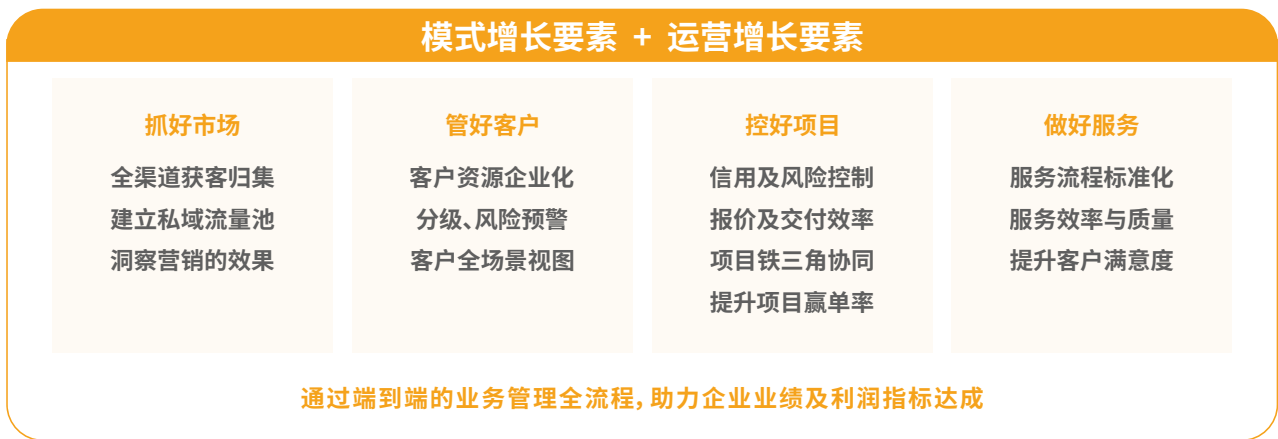 模式增长要素 + 运营增长要素
抓好市场
全渠道获客归集
建立私域流量池
洞察营销的效果
管好客户
客户资源企业化
分级、风险预警
客户全场景视图
控好项目
信用及风险控制
报价及交付效率
项目铁三角协同
提升项目赢单率
做好服务
服务流程标准化
服务效率与质量
提升客户满意度
通过端到端的业务管理全流程，助力企业业绩及利润指标达成